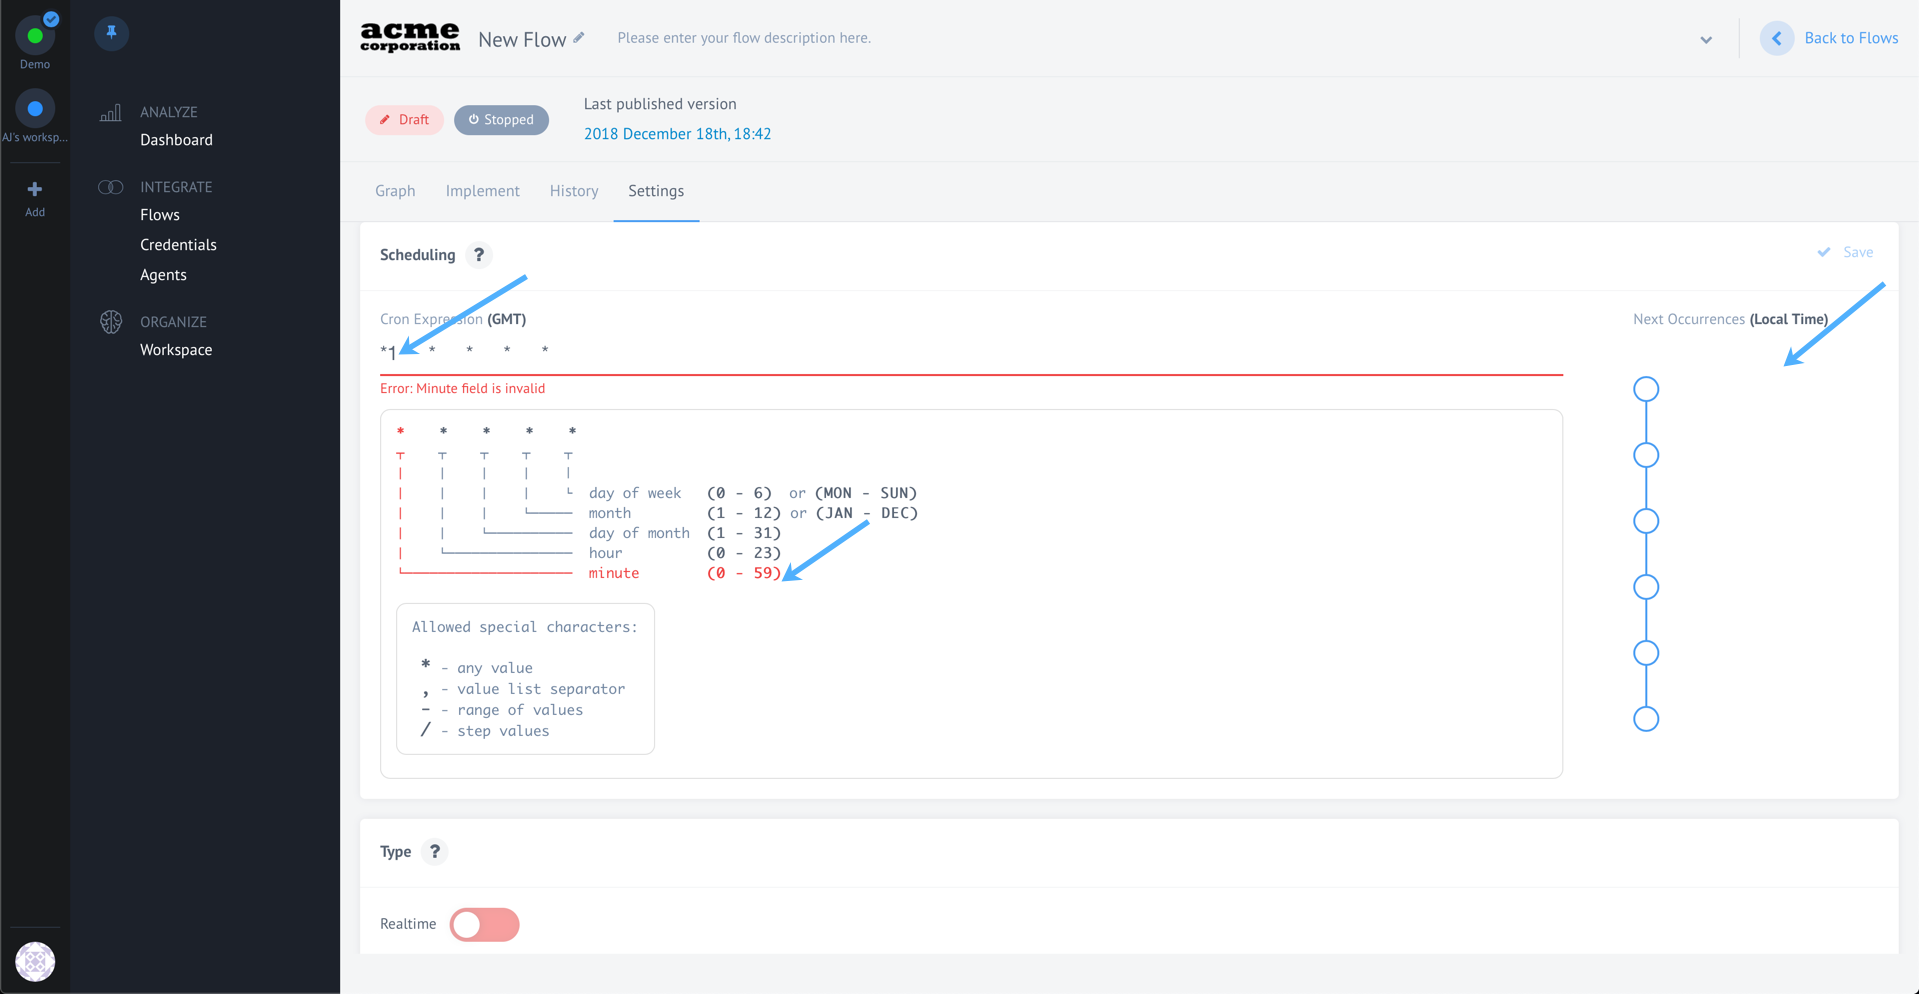 Demo
AJ's worksp...
Add
ANALYZE
Dashboard
INTEGRATE
Flows
Credentials
Agents
ORGANIZE
Workspace
acme
corporation
New Flow
Please enter your flow description here.
Back to Flows
Draft
Stopped
Last published version
2018 December 18th, 18:42
Graph
Implement
History
Settings
Scheduling ?
Save
Cron Expression (GMT)
*1 * * * *
Error: Minute field is invalid
* * * * *
day of week (0 - 6) or (MON - SUN)
month (1 - 12) or (JAN - DEC)
day of month (1 - 31)
hour (0 - 23)
minute (0 - 59)
Allowed special characters:
* - any value
, - value list separator
- - range of values
/ - step values
Next Occurrences (Local Time)
Type ?
Realtime